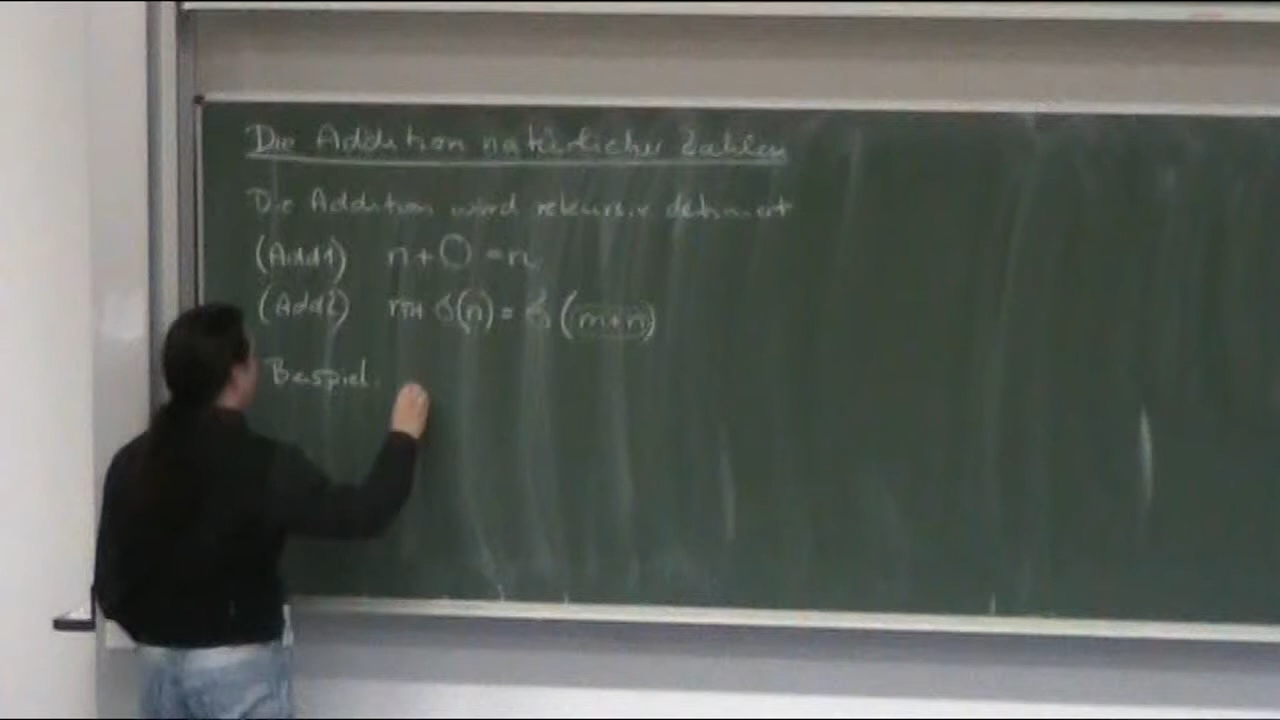 Die Addition natürlicher Zahlen
Die Addition wird rekursiv definiert
(Add1) n+0=n
(Add2) m+σ(n)=σ(m+n)
Beispiel: